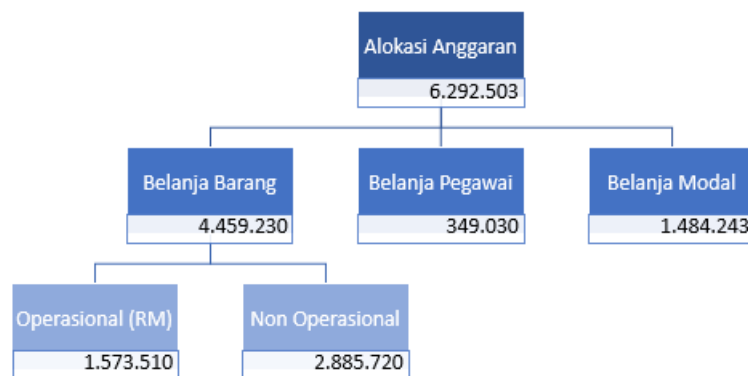 Alokasi Anggaran
6.292.503
Belanja Barang
4.459.230
Belanja Pegawai
349.030
Belanja Modal
1.484.243
Operasional (RM)
1.573.510
Non Operasional
2.885.720